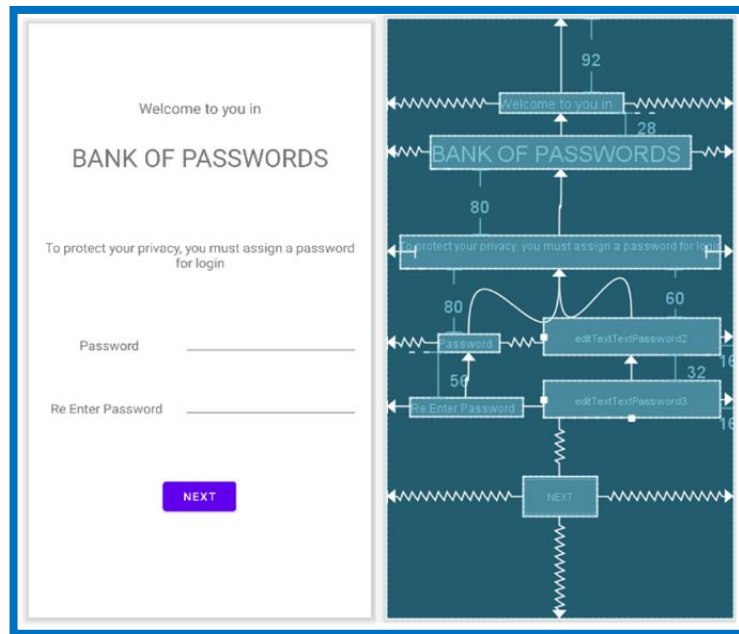 Welcome to you in
BANK OF PASSWORDS
To protect your privacy, you must assign a password
for login
Password
Re Enter Password
NEXT
92
Welcome to you in
28
BANK OF PASSWORDS
80
To protect your privacy, you must assign a password for login
80
60
Password
editTextTextPassword2
16
56
32
Re Enter Password
editTextTextPassword3
16
NEXT